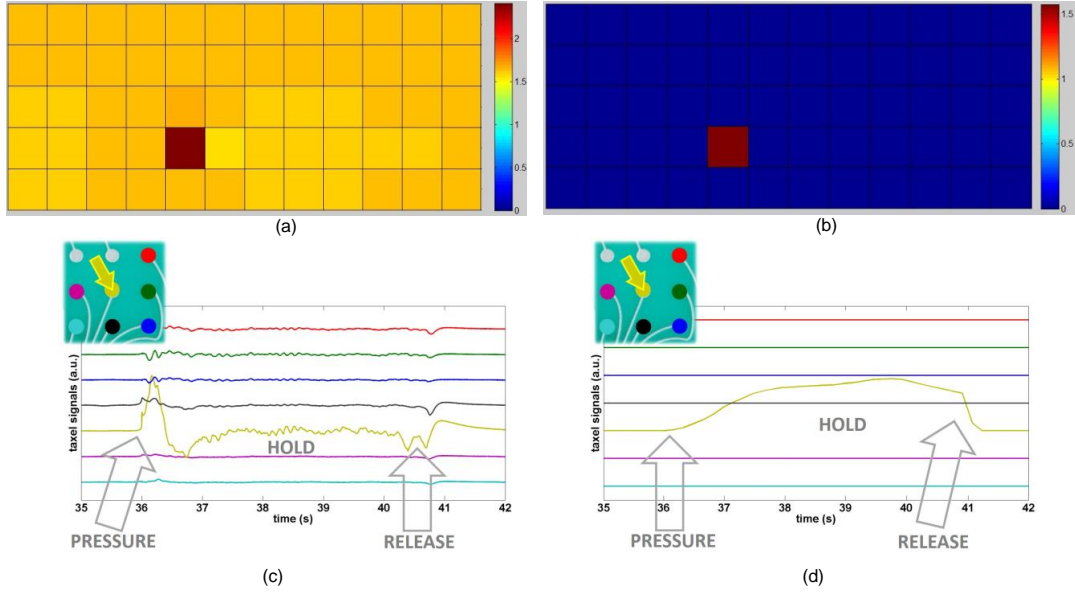 2
1.5
1
0.5
0
(a)
1.5
1
0.5
0
(b)
taxel signals (a.u.)
HOLD
35 36 37 38 39 40 41 42
time (s)
PRESSURE
RELEASE
(c)
taxel signals (a.u.)
HOLD
35 36 37 38 39 40 41 42
time (s)
PRESSURE
RELEASE
(d)